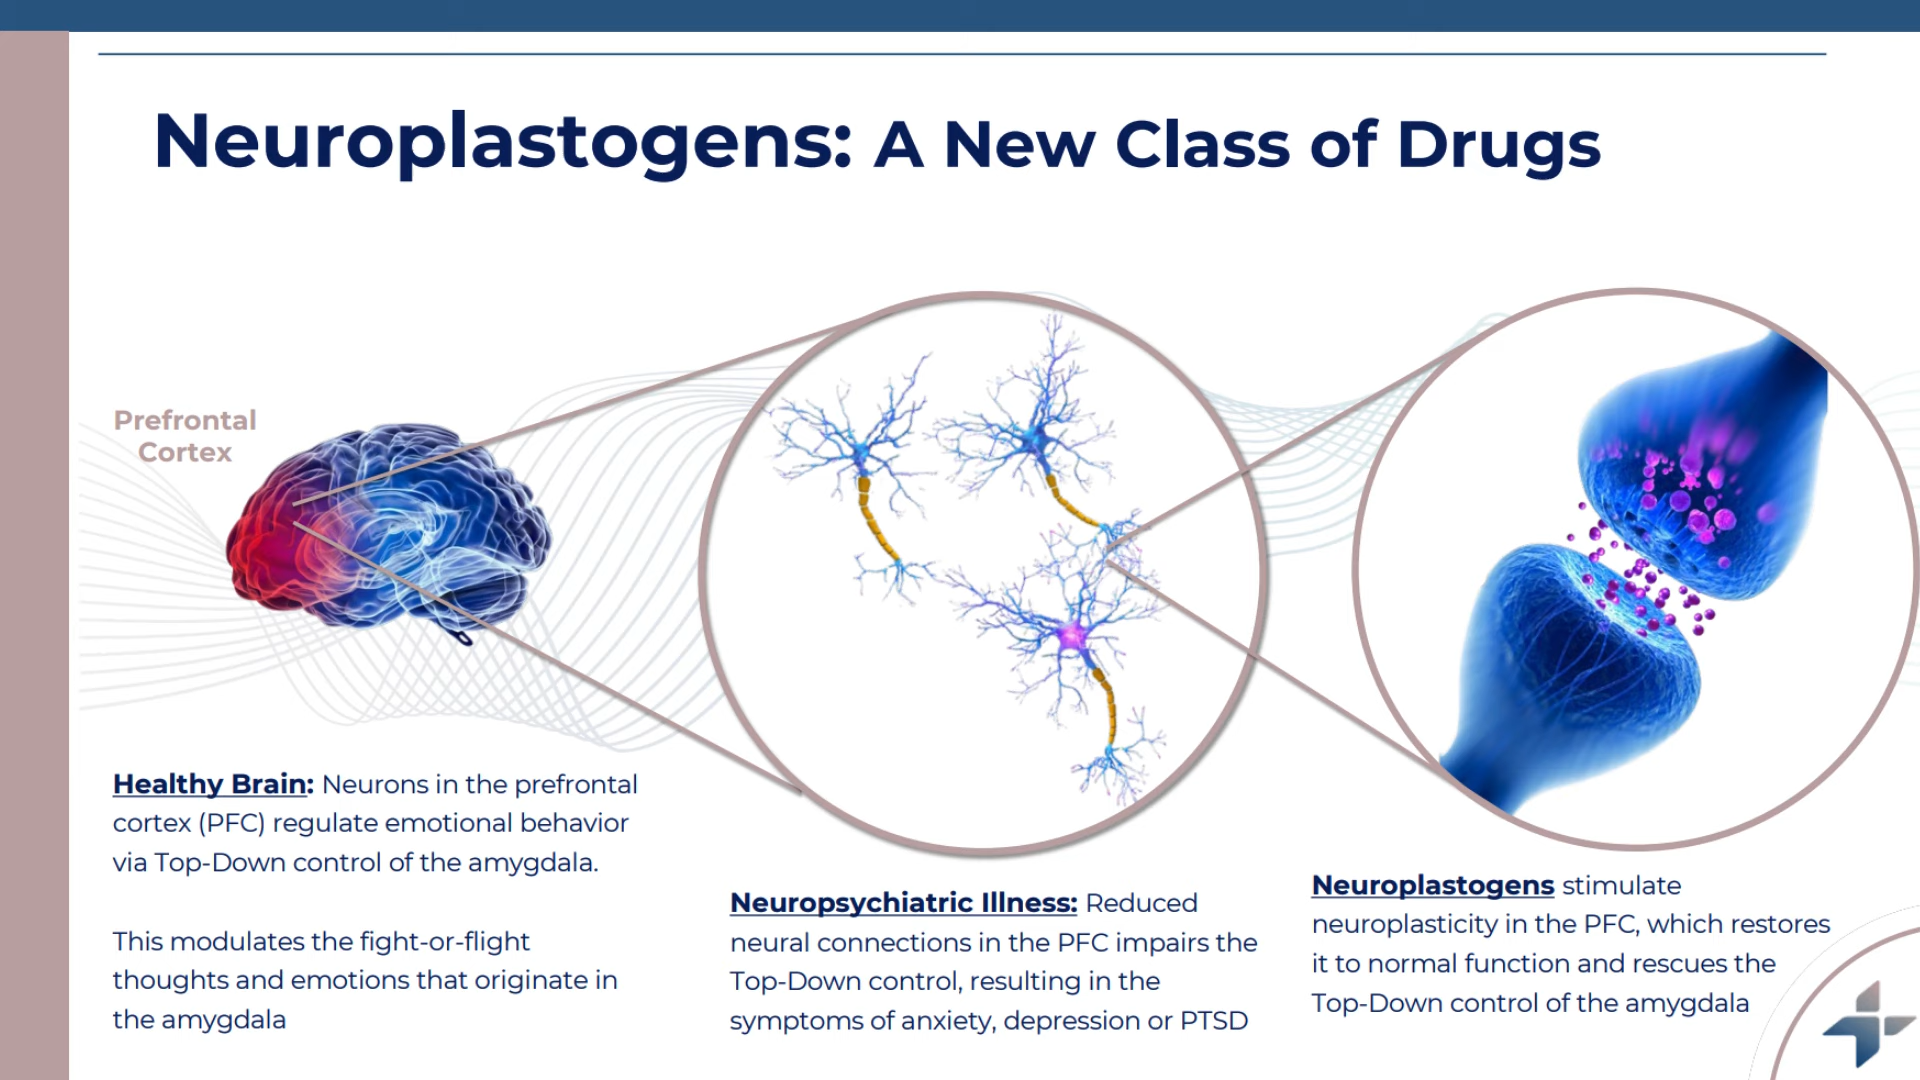 Neuroplastogens: A New Class of Drugs
Prefrontal
Cortex
Healthy Brain: Neurons in the prefrontal
cortex (PFC) regulate emotional behavior
via Top-Down control of the amygdala.
This modulates the fight-or-flight
thoughts and emotions that originate in
the amygdala
Neuropsychiatric Illness: Reduced
neural connections in the PFC impairs the
Top-Down control, resulting in the
symptoms of anxiety, depression or PTSD
Neuroplastogens stimulate
neuroplasticity in the PFC, which restores
it to normal function and rescues the
Top-Down control of the amygdala